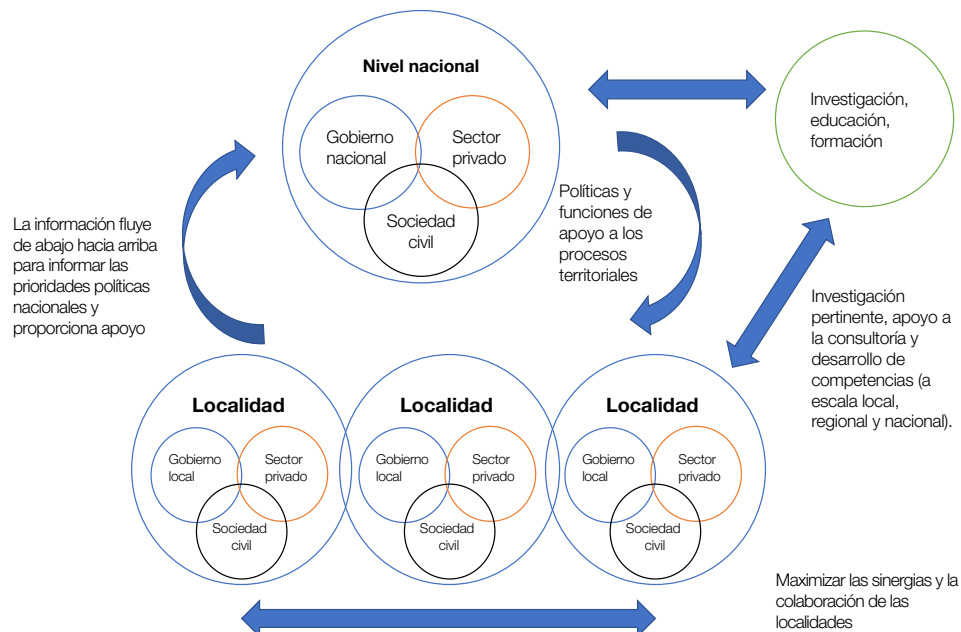 Nivel nacional
Gobierno
nacional
Sector
privado
Sociedad
civil
Investigación,
educación,
formación
La información fluye
de abajo hacia arriba
para informar las
prioridades políticas
nacionales y
proporciona apoyo
Políticas y
funciones de
apoyo a los
procesos
territoriales
Investigación
pertinente, apoyo a
la consultoría y
desarrollo de
competencias (a
escala local,
regional y nacional).
Localidad
Gobierno
local
Sector
privado
Sociedad
civil
Localidad
Gobierno
local
Sector
privado
Sociedad
civil
Localidad
Gobierno
local
Sector
privado
Sociedad
civil
Maximizar las sinergias y la
colaboración de las
localidades